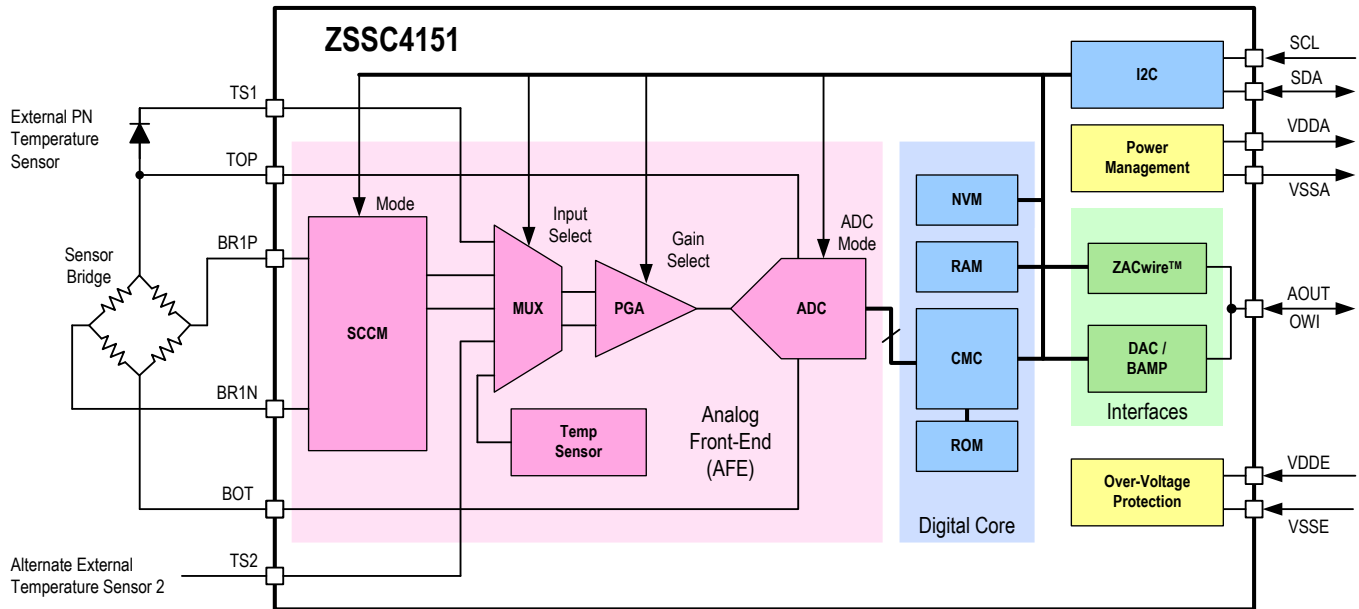 ZSSC4151
External PN
Temperature
Sensor
TS1
TOP
BR1P
Sensor
Bridge
BR1N
BOT
TS2
Alternate External
Temperature Sensor 2
Mode
Input
Select
Gain
Select
ADC
Mode
SCCM
MUX
PGA
ADC
Temp
Sensor
Analog
Front-End
(AFE)
NVM
RAM
CMC
ROM
Digital Core
I2C
Power
Management
ZACwire™
DAC /
BAMP
Interfaces
Over-Voltage
Protection
SCL
SDA
VDDA
VSSA
AOUT
OWI
VDDE
VSSE